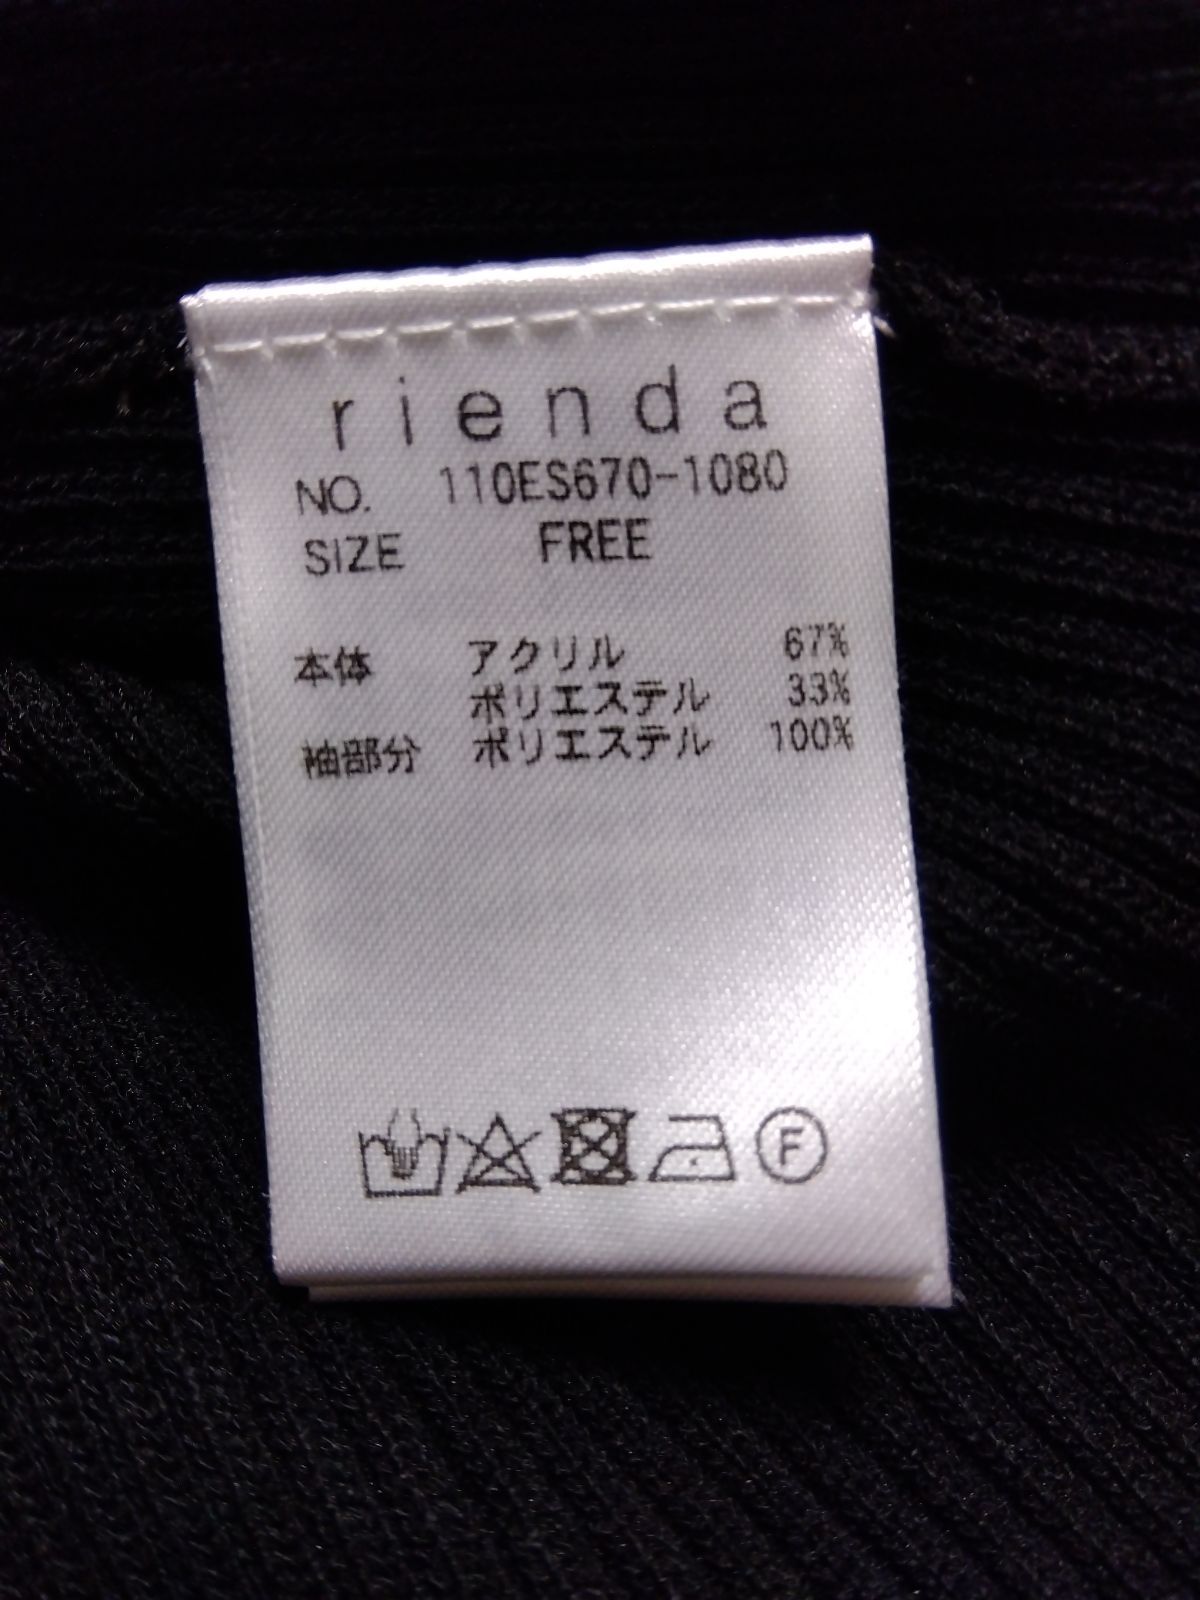 rienda
NO. 110ES670-1080
SIZE FREE
本体 アクリル 67%
ポリエステル 33%
袖部分 ポリエステル 100%
F